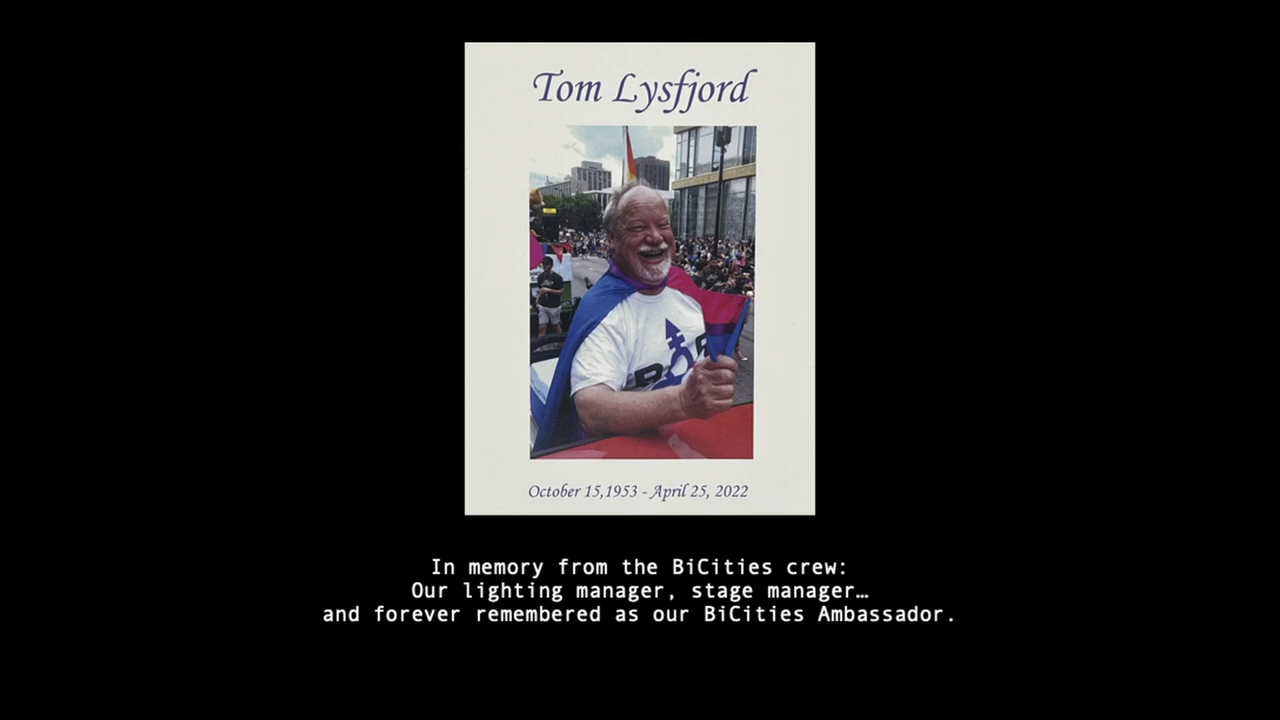 Tom Lysfjord
October 15,1953 - April 25, 2022
In memory from the BiCities crew:
Our lighting manager, stage manager…
and forever remembered as our BiCities Ambassador.